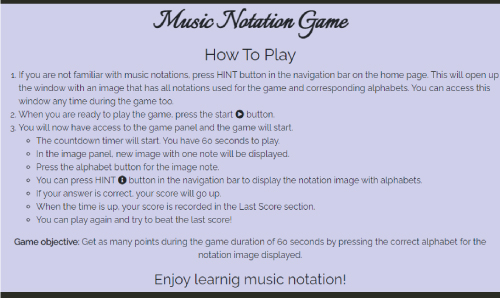 Music Notation Game
How To Play
1. If you are not familiar with music notations, press HINT button in the navigation bar on the home page. This will open up
the window with an image that has all notations used for the game and corresponding alphabets. You can access this
window any time during the game too.
2. When you are ready to play the game, press the start button.
3. You will now have access to the game panel and the game will start.
The countdown timer will start. You have 60 seconds to play.
In the image panel, new image with one note will be displayed.
Press the alphabet button for the image note.
You can press HINT button in the navigation bar to display the notation image with alphabets.
If your answer is correct, your score will go up.
When the time is up, your score is recorded in the Last Score section.
You can play again and try to beat the last score!
Game objective: Get as many points during the game duration of 60 seconds by pressing the correct alphabet for the
notation image displayed.
Enjoy learnig music notation!